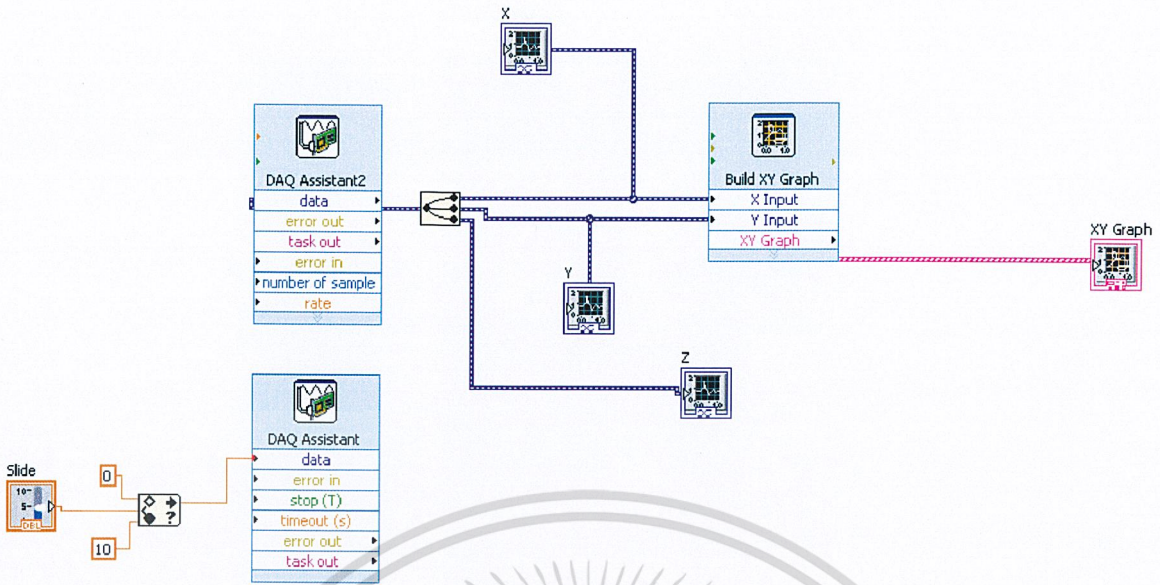 X
DAQ Assistant2
data
error out
task out
error in
number of sample
rate
Build XY Graph
X Input
Y Input
XY Graph
XY Graph
Y
Z
DAQ Assistant
data
error in
stop (T)
timeout (s)
error out
task out
Slide
10
5
DBL
0
?
10